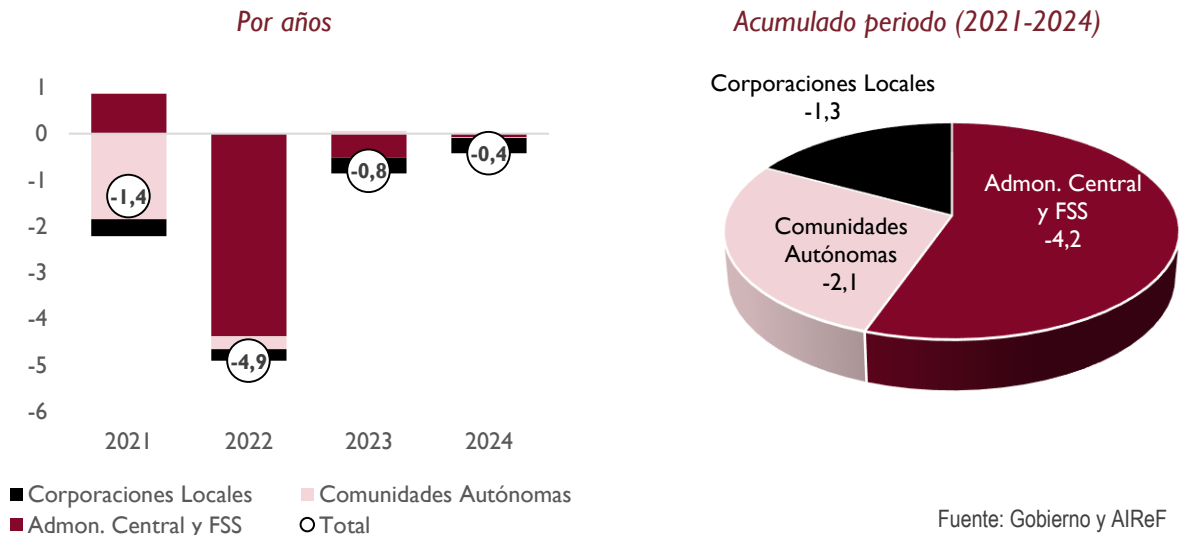 Por años
1
0
-1
-2
-3
-4
-5
-6
-1,4
-4,9
-0,8
-0,4
2021 2022 2023 2024
Corporaciones Locales Comunidades Autónomas
Admon. Central y FSS Total
Acumulado periodo (2021-2024)
Corporaciones Locales
-1,3
Admon. Central
y FSS
-4,2
Comunidades
Autónomas
-2,1
Fuente: Gobierno y AIReF